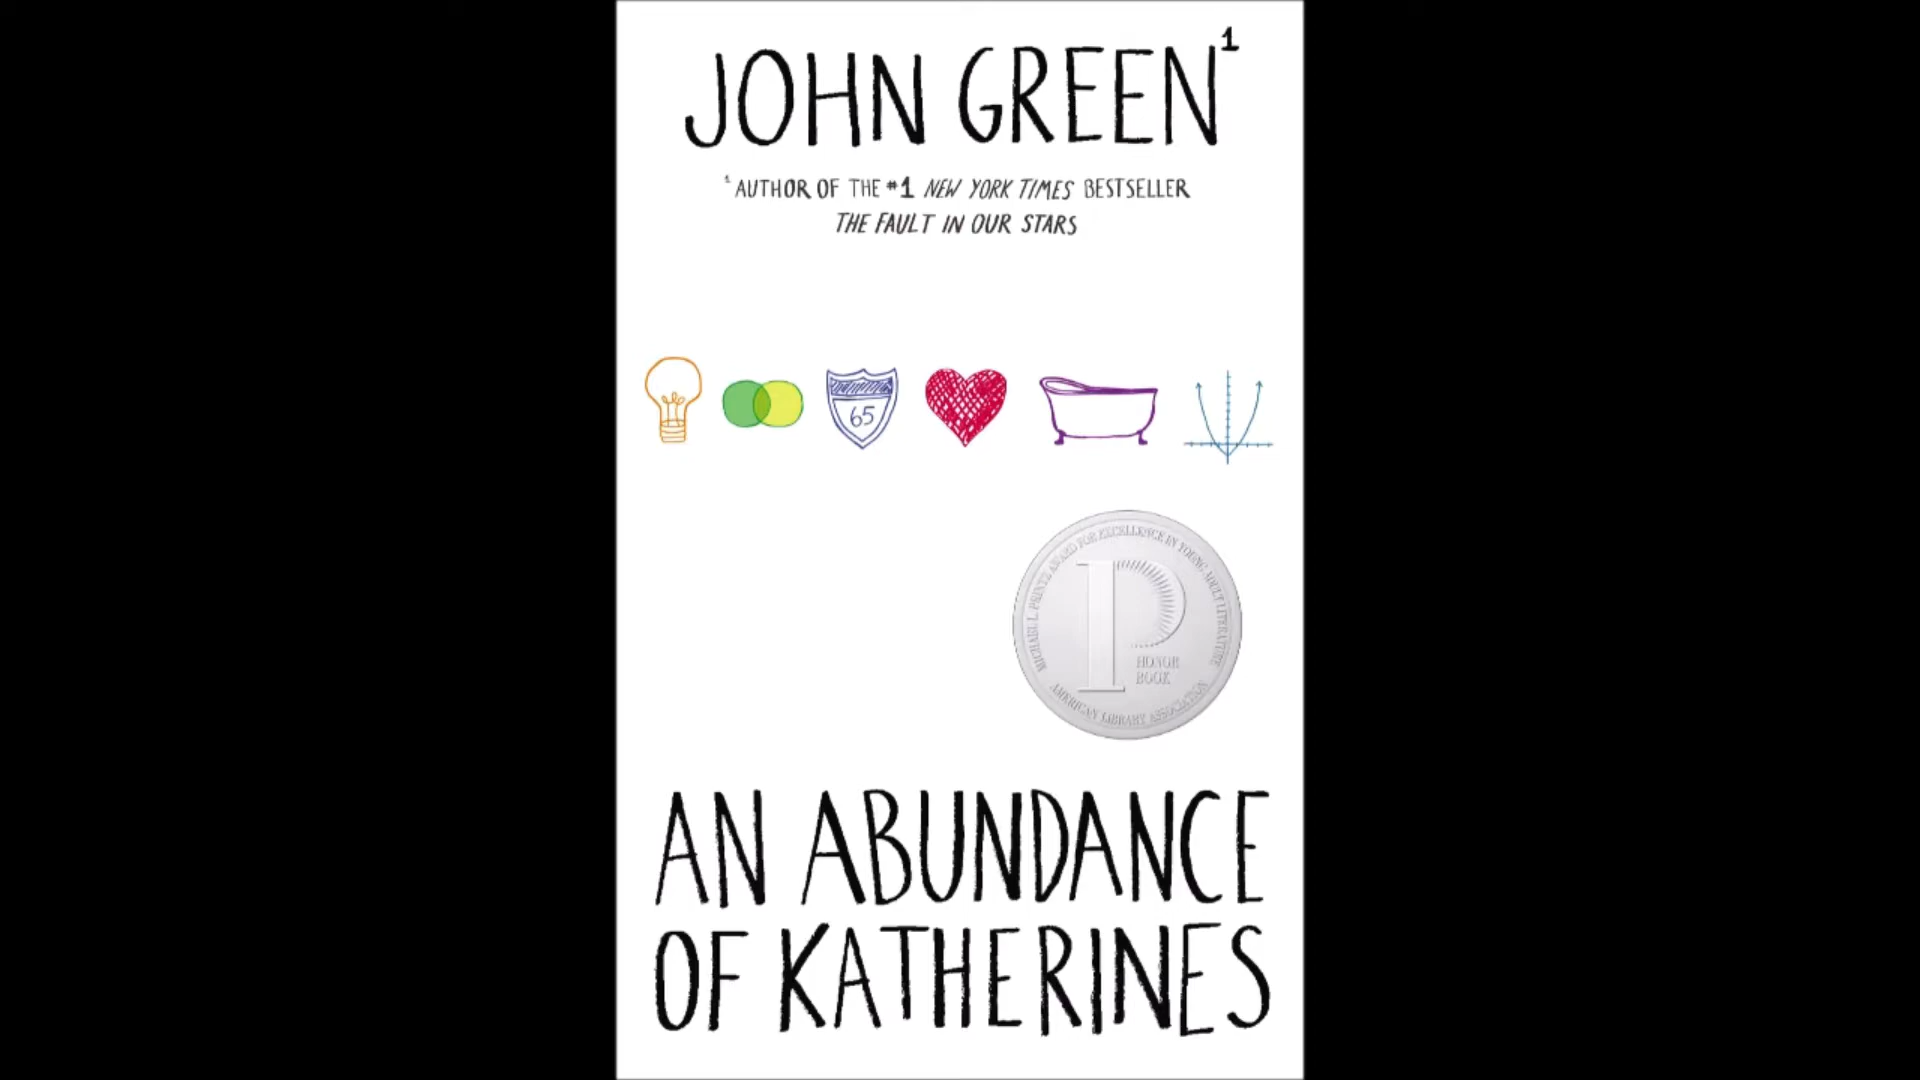 JOHN GREEN¹
¹AUTHOR OF THE #1 NEW YORK TIMES BESTSELLER
THE FAULT IN OUR STARS
65
MICHAEL L. PRINTZ AWARD FOR EXCELLENCE IN YOUNG ADULT LITERATURE
P
HONOR
BOOK
AMERICAN LIBRARY ASSOCIATION
AN ABUNDANCE
OF KATHERINES